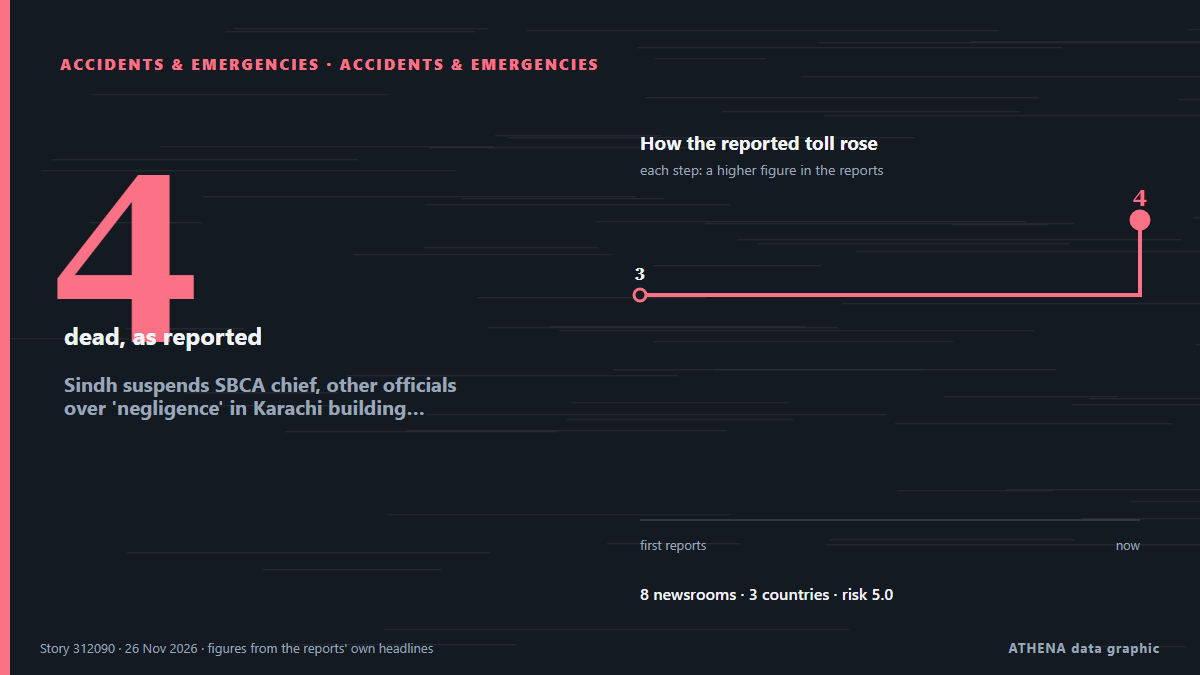 ACCIDENTS & EMERGENCIES · ACCIDENTS & EMERGENCIES
4
dead, as reported
Sindh suspends SBCA chief, other officials
over 'negligence' in Karachi building...
How the reported toll rose
each step: a higher figure in the reports
4
3
first reports
now
8 newsrooms · 3 countries · risk 5.0
Story 312090 · 26 Nov 2026 · figures from the reports' own headlines
ATHENA data graphic